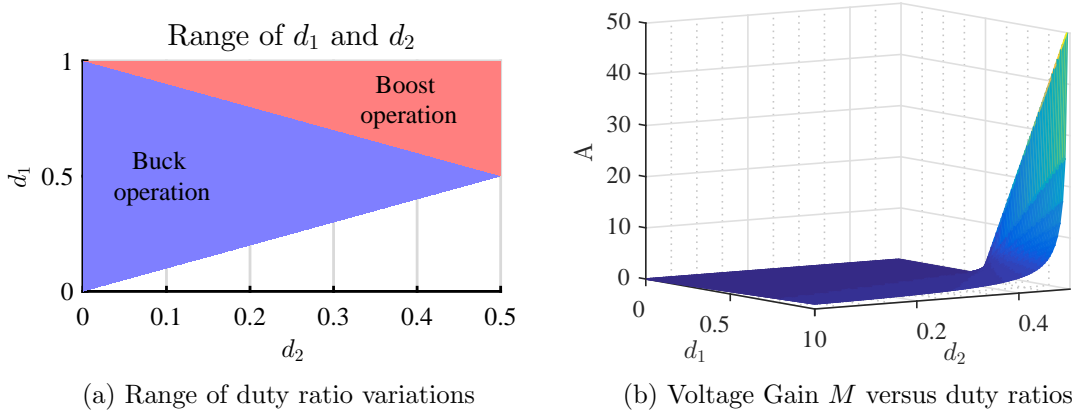 Range of d₁ and d₂
1
0.5
0
d₁
Boost
operation
Buck
operation
0 0.1 0.2 0.3 0.4 0.5
d₂
(a) Range of duty ratio variations
50
40
30
20
10
0
A
0 0.5 10 0.2 0.4
d₁ d₂
(b) Voltage Gain M versus duty ratios